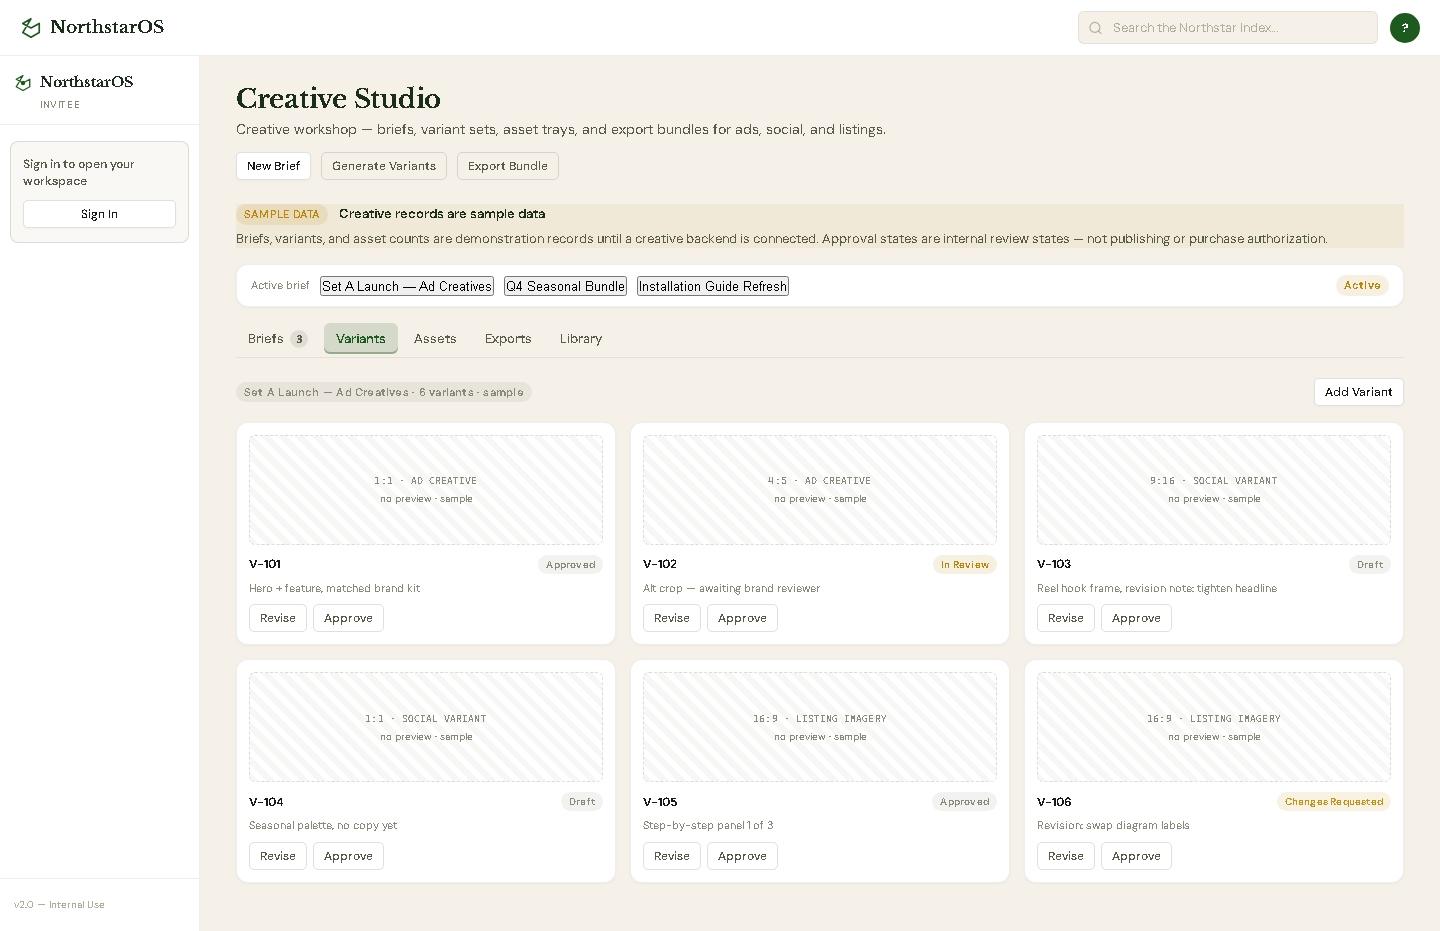 NorthstarOS
Search the Northstar Index...
?
NorthstarOS
INVITEE
Sign in to open your
workspace
Sign In
v2.0 — Internal Use
Creative Studio
Creative workshop — briefs, variant sets, asset trays, and export bundles for ads, social, and listings.
New Brief Generate Variants Export Bundle
SAMPLE DATA Creative records are sample data
Briefs, variants, and asset counts are demonstration records until a creative backend is connected. Approval states are internal review states — not publishing or purchase authorization.
Active brief Set A Launch — Ad Creatives Q4 Seasonal Bundle Installation Guide Refresh Active
Briefs 3 Variants Assets Exports Library
Set A Launch — Ad Creatives · 6 variants · sample Add Variant
1:1 · AD CREATIVE
no preview · sample
V-101 Approved
Hero + feature, matched brand kit
Revise Approve
4:5 · AD CREATIVE
no preview · sample
V-102 In Review
Alt crop — awaiting brand reviewer
Revise Approve
9:16 · SOCIAL VARIANT
no preview · sample
V-103 Draft
Reel hook frame, revision note: tighten headline
Revise Approve
1:1 · SOCIAL VARIANT
no preview · sample
V-104 Draft
Seasonal palette, no copy yet
Revise Approve
16:9 · LISTING IMAGERY
no preview · sample
V-105 Approved
Step-by-step panel 1 of 3
Revise Approve
16:9 · LISTING IMAGERY
no preview · sample
V-106 Changes Requested
Revision: swap diagram labels
Revise Approve